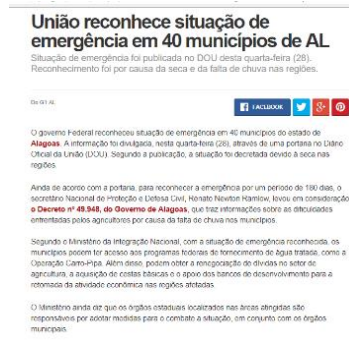 União reconhece situação de
emergência em 40 municípios de AL
Situação de emergência foi publicada no DOU desta quarta-feira (28).
Reconhecimento foi por causa da seca e da falta de chuva nas regiões.
Do G1 AL
FACEBOOK
O governo Federal reconheceu situação de emergência em 40 municípios do estado de
Alagoas. A informação foi divulgada, nesta quarta-feira (28), através de uma portaria no Diário
Oficial da União (DOU). Segundo a publicação, a situação foi decretada devido à seca nas
regiões.
Ainda de acordo com a portaria, para reconhecer a emergência por um período de 180 dias, o
secretário Nacional de Proteção e Defesa Civil, Renato Newton Ramlow, levou em consideração
o Decreto nº 49.948, do Governo de Alagoas, que traz informações sobre as dificuldades
enfrentadas pelos agricultores por causa da falta de chuva nos municípios.
Segundo o Ministério da Integração Nacional, com a situação de emergência reconhecida, os
municípios podem ter acesso aos programas federais de fornecimento de água tratada, como a
Operação Carro-Pipa. Além disso, podem obter a renegociação de dívidas no setor de
agricultura, a aquisição de cestas básicas e o apoio dos bancos de desenvolvimento para a
retomada da atividade econômica nas regiões afetadas.
O Ministério ainda diz que os órgãos estaduais localizados nas áreas atingidas são
responsáveis por adotar medidas para o combate a situação, em conjunto com os órgãos
municipais.